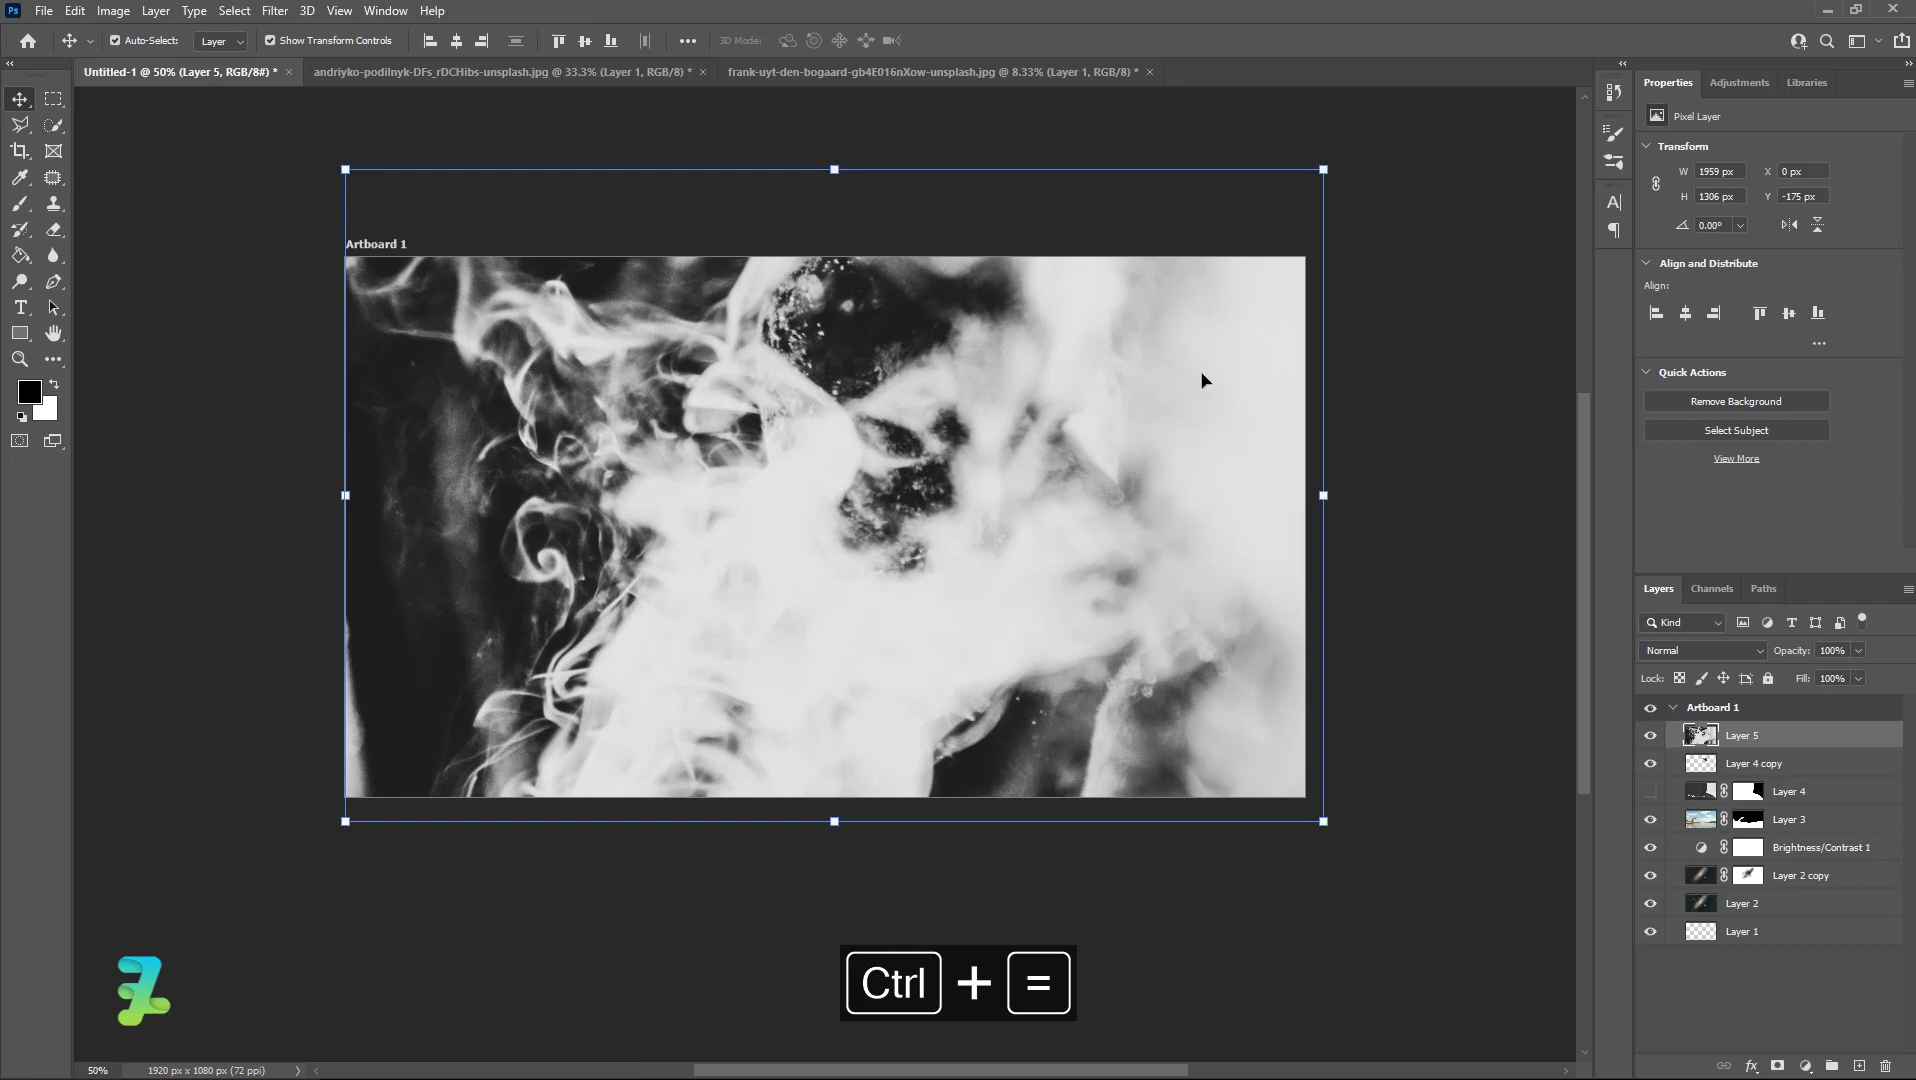 Ps File Edit Image Layer Type Select Filter 3D View Window Help
Auto-Select: Layer Show Transform Controls 3D Mode:
Untitled-1 @ 50% (Layer 5, RGB/8#) * andriyko-podilnyk-DFs_rDCHibs-unsplash.jpg @ 33.3% (Layer 1, RGB/8) * frank-uyt-den-bogaard-gb4E016nXow-unsplash.jpg @ 8.33% (Layer 1, RGB/8) *
Properties Adjustments Libraries
Pixel Layer
Transform
W 1959 px X 0 px
H 1306 px Y -175 px
0.00°
Align and Distribute
Align:
Quick Actions
Remove Background
Select Subject
View More
Artboard 1
Layers Channels Paths
Kind
Normal Opacity: 100%
Lock: Fill: 100%
Artboard 1
Layer 5
Layer 4 copy
Layer 4
Layer 3
Brightness/Contrast 1
Layer 2 copy
Layer 2
Layer 1
Ctrl + =
50% 1920 px x 1080 px (72 ppi)